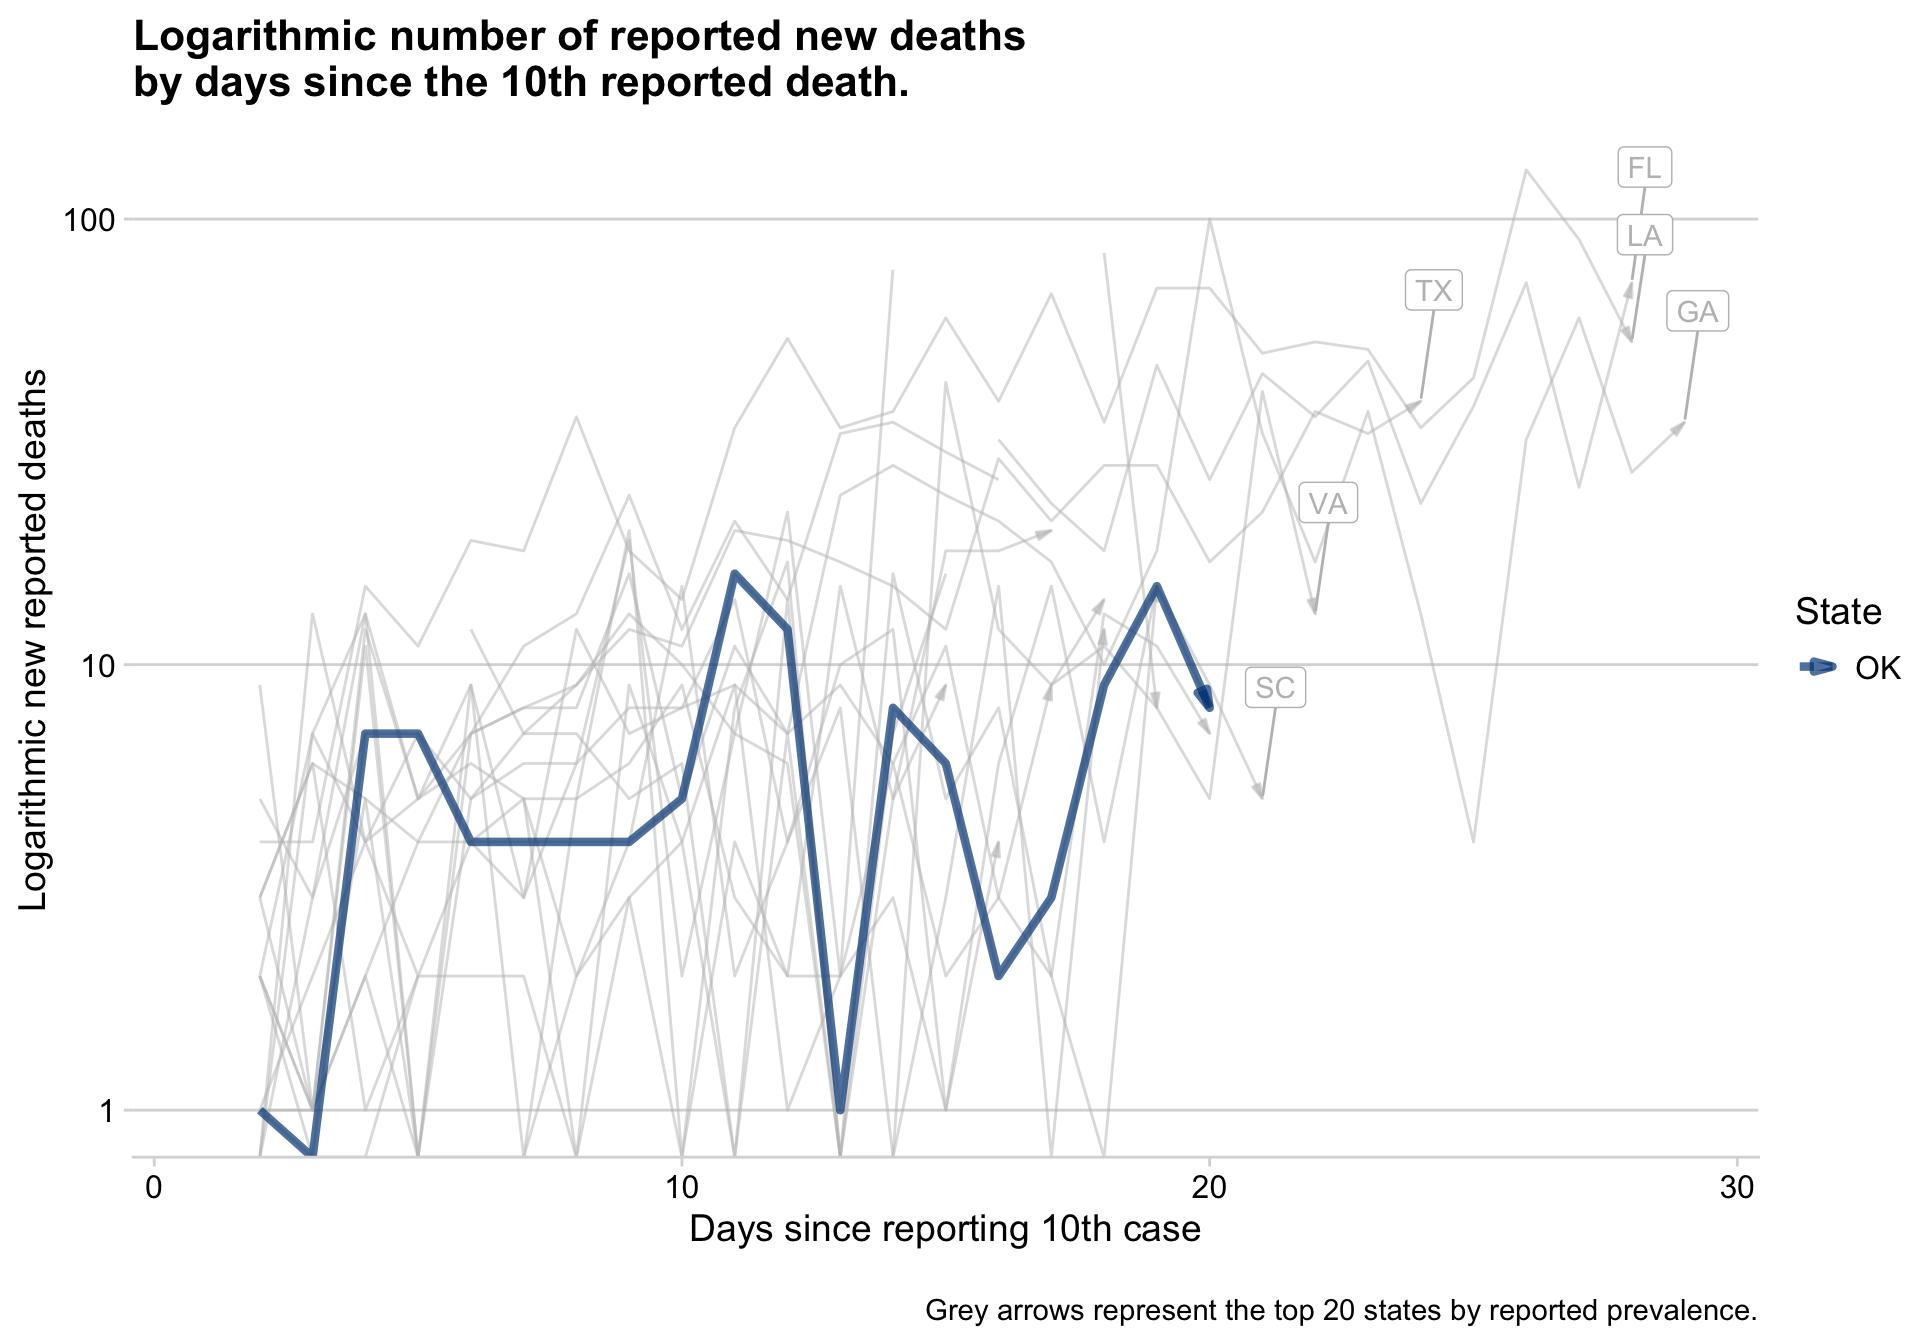 Logarithmic number of reported new deaths
by days since the 10th reported death.
Logarithmic new reported deaths
100
10
1
FL
LA
TX
GA
VA
SC
State
OK
0
10
20
30
Days since reporting 10th case
Grey arrows represent the top 20 states by reported prevalence.